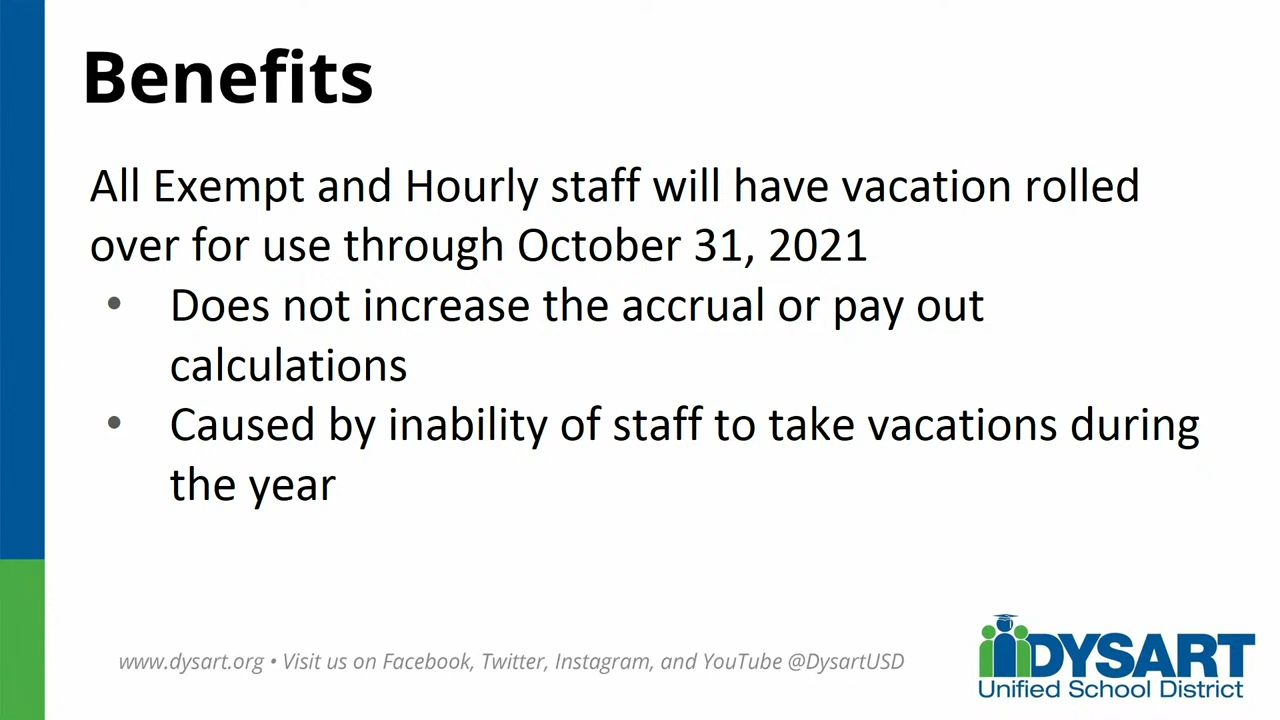 Benefits
All Exempt and Hourly staff will have vacation rolled
over for use through October 31, 2021
• Does not increase the accrual or pay out
calculations
• Caused by inability of staff to take vacations during
the year
www.dysart.org • Visit us on Facebook, Twitter, Instagram, and YouTube @DysartUSD
DYSART
Unified School District